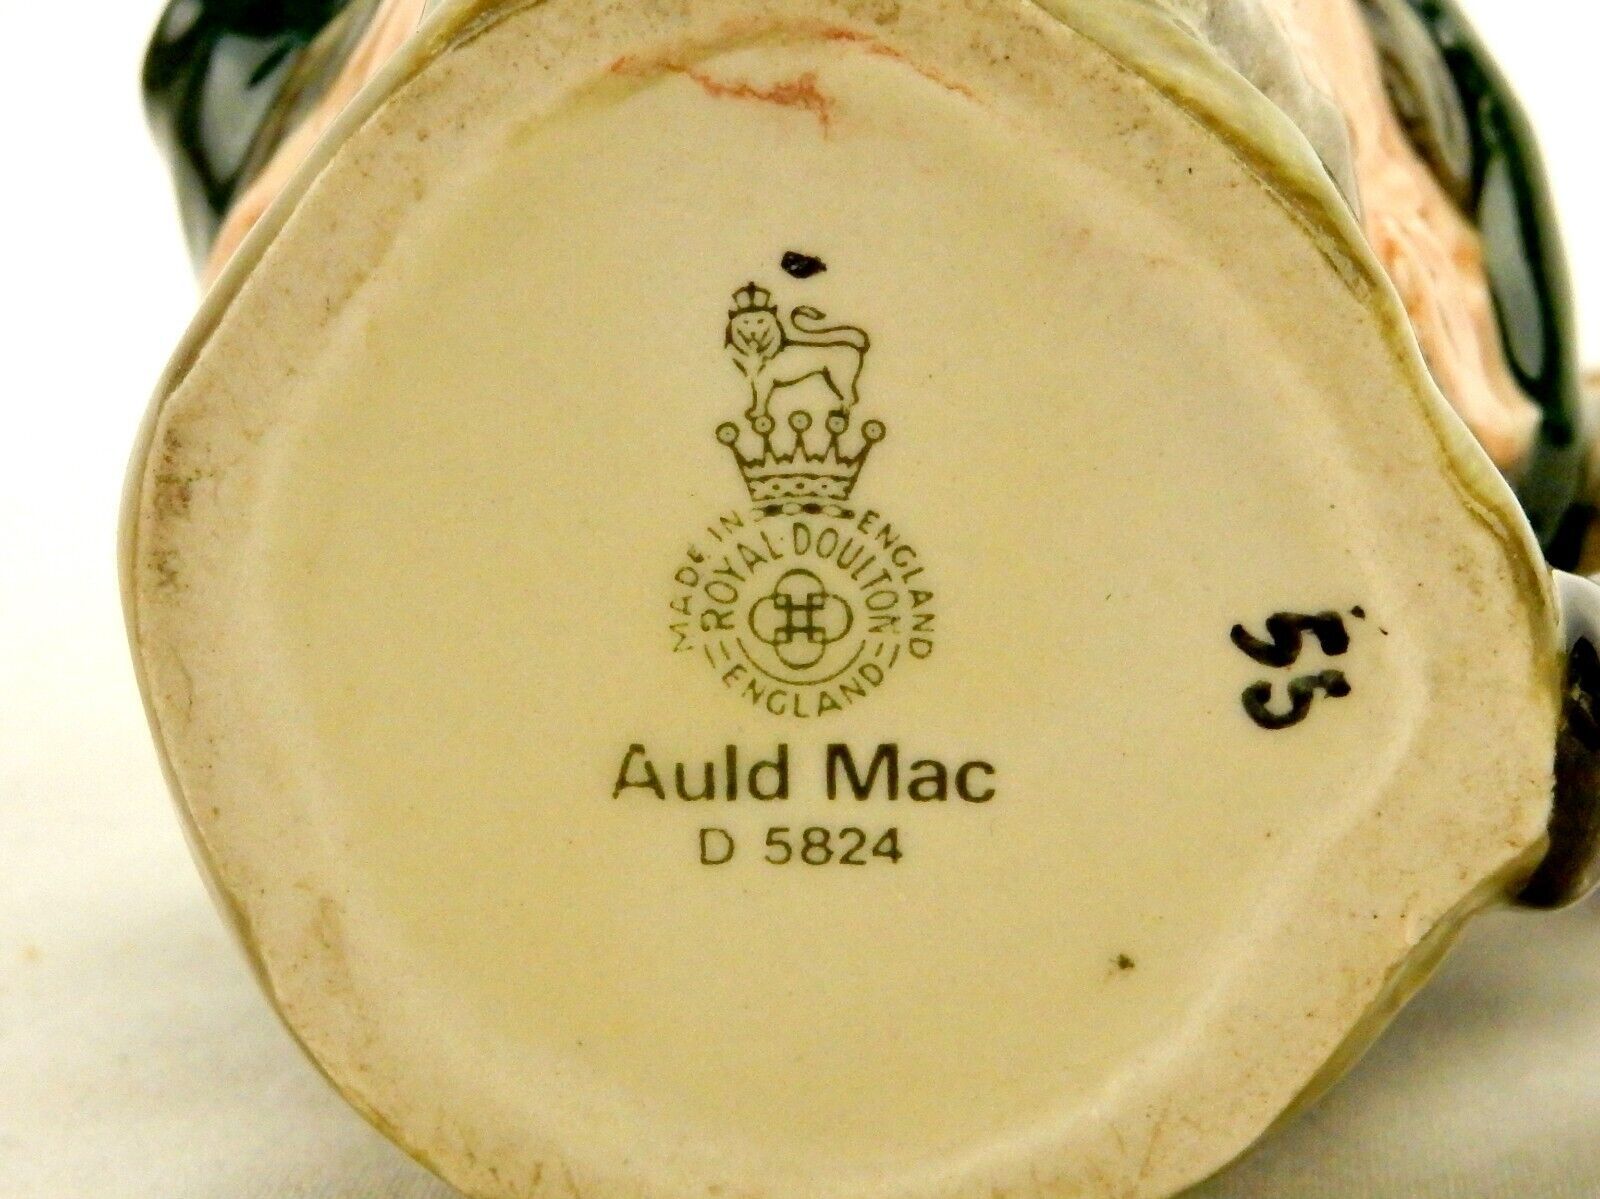 MADE IN ENGLAND
ROYAL·DOULTON
ENGLAND
Auld Mac
D 5824
55